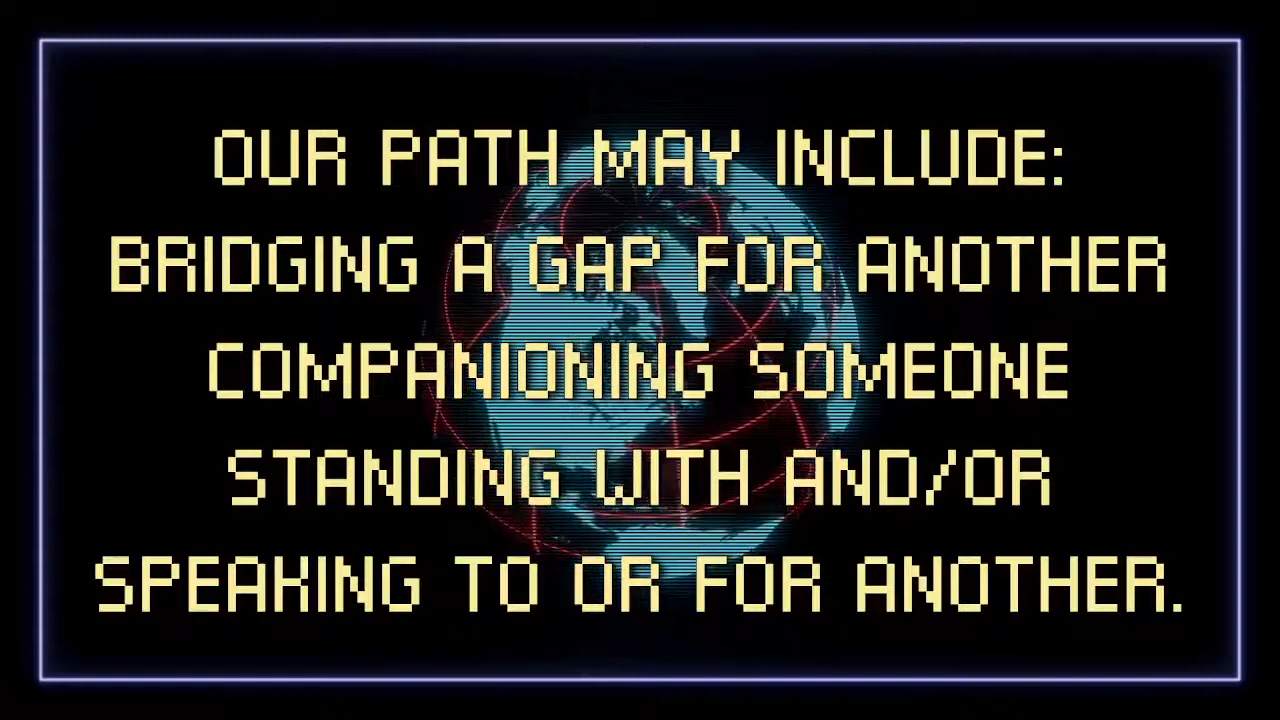 OUR PATH MAY INCLUDE:
BRIDGING A GAP FOR ANOTHER
COMPANIONING SOMEONE
STANDING WITH AND/OR
SPEAKING TO OR FOR ANOTHER.